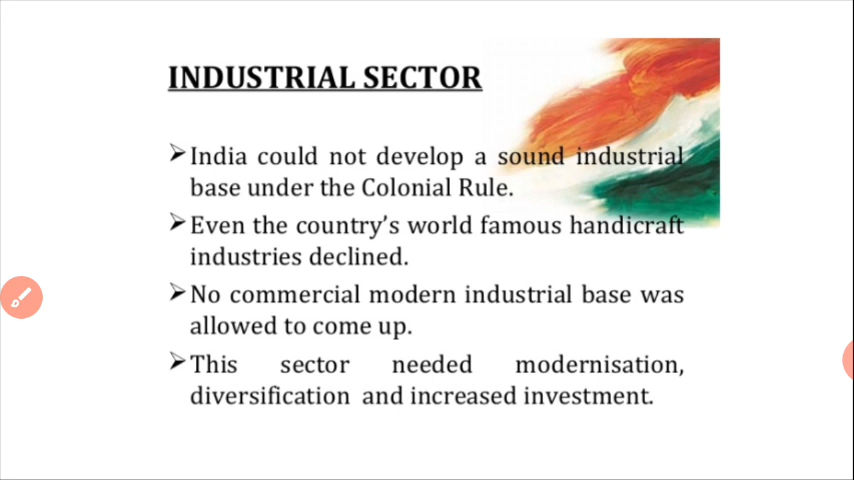 INDUSTRIAL SECTOR
➢India could not develop a sound industrial
base under the Colonial Rule.
➢Even the country's world famous handicraft
industries declined.
➢No commercial modern industrial base was
allowed to come up.
➢This sector needed modernisation,
diversification and increased investment.